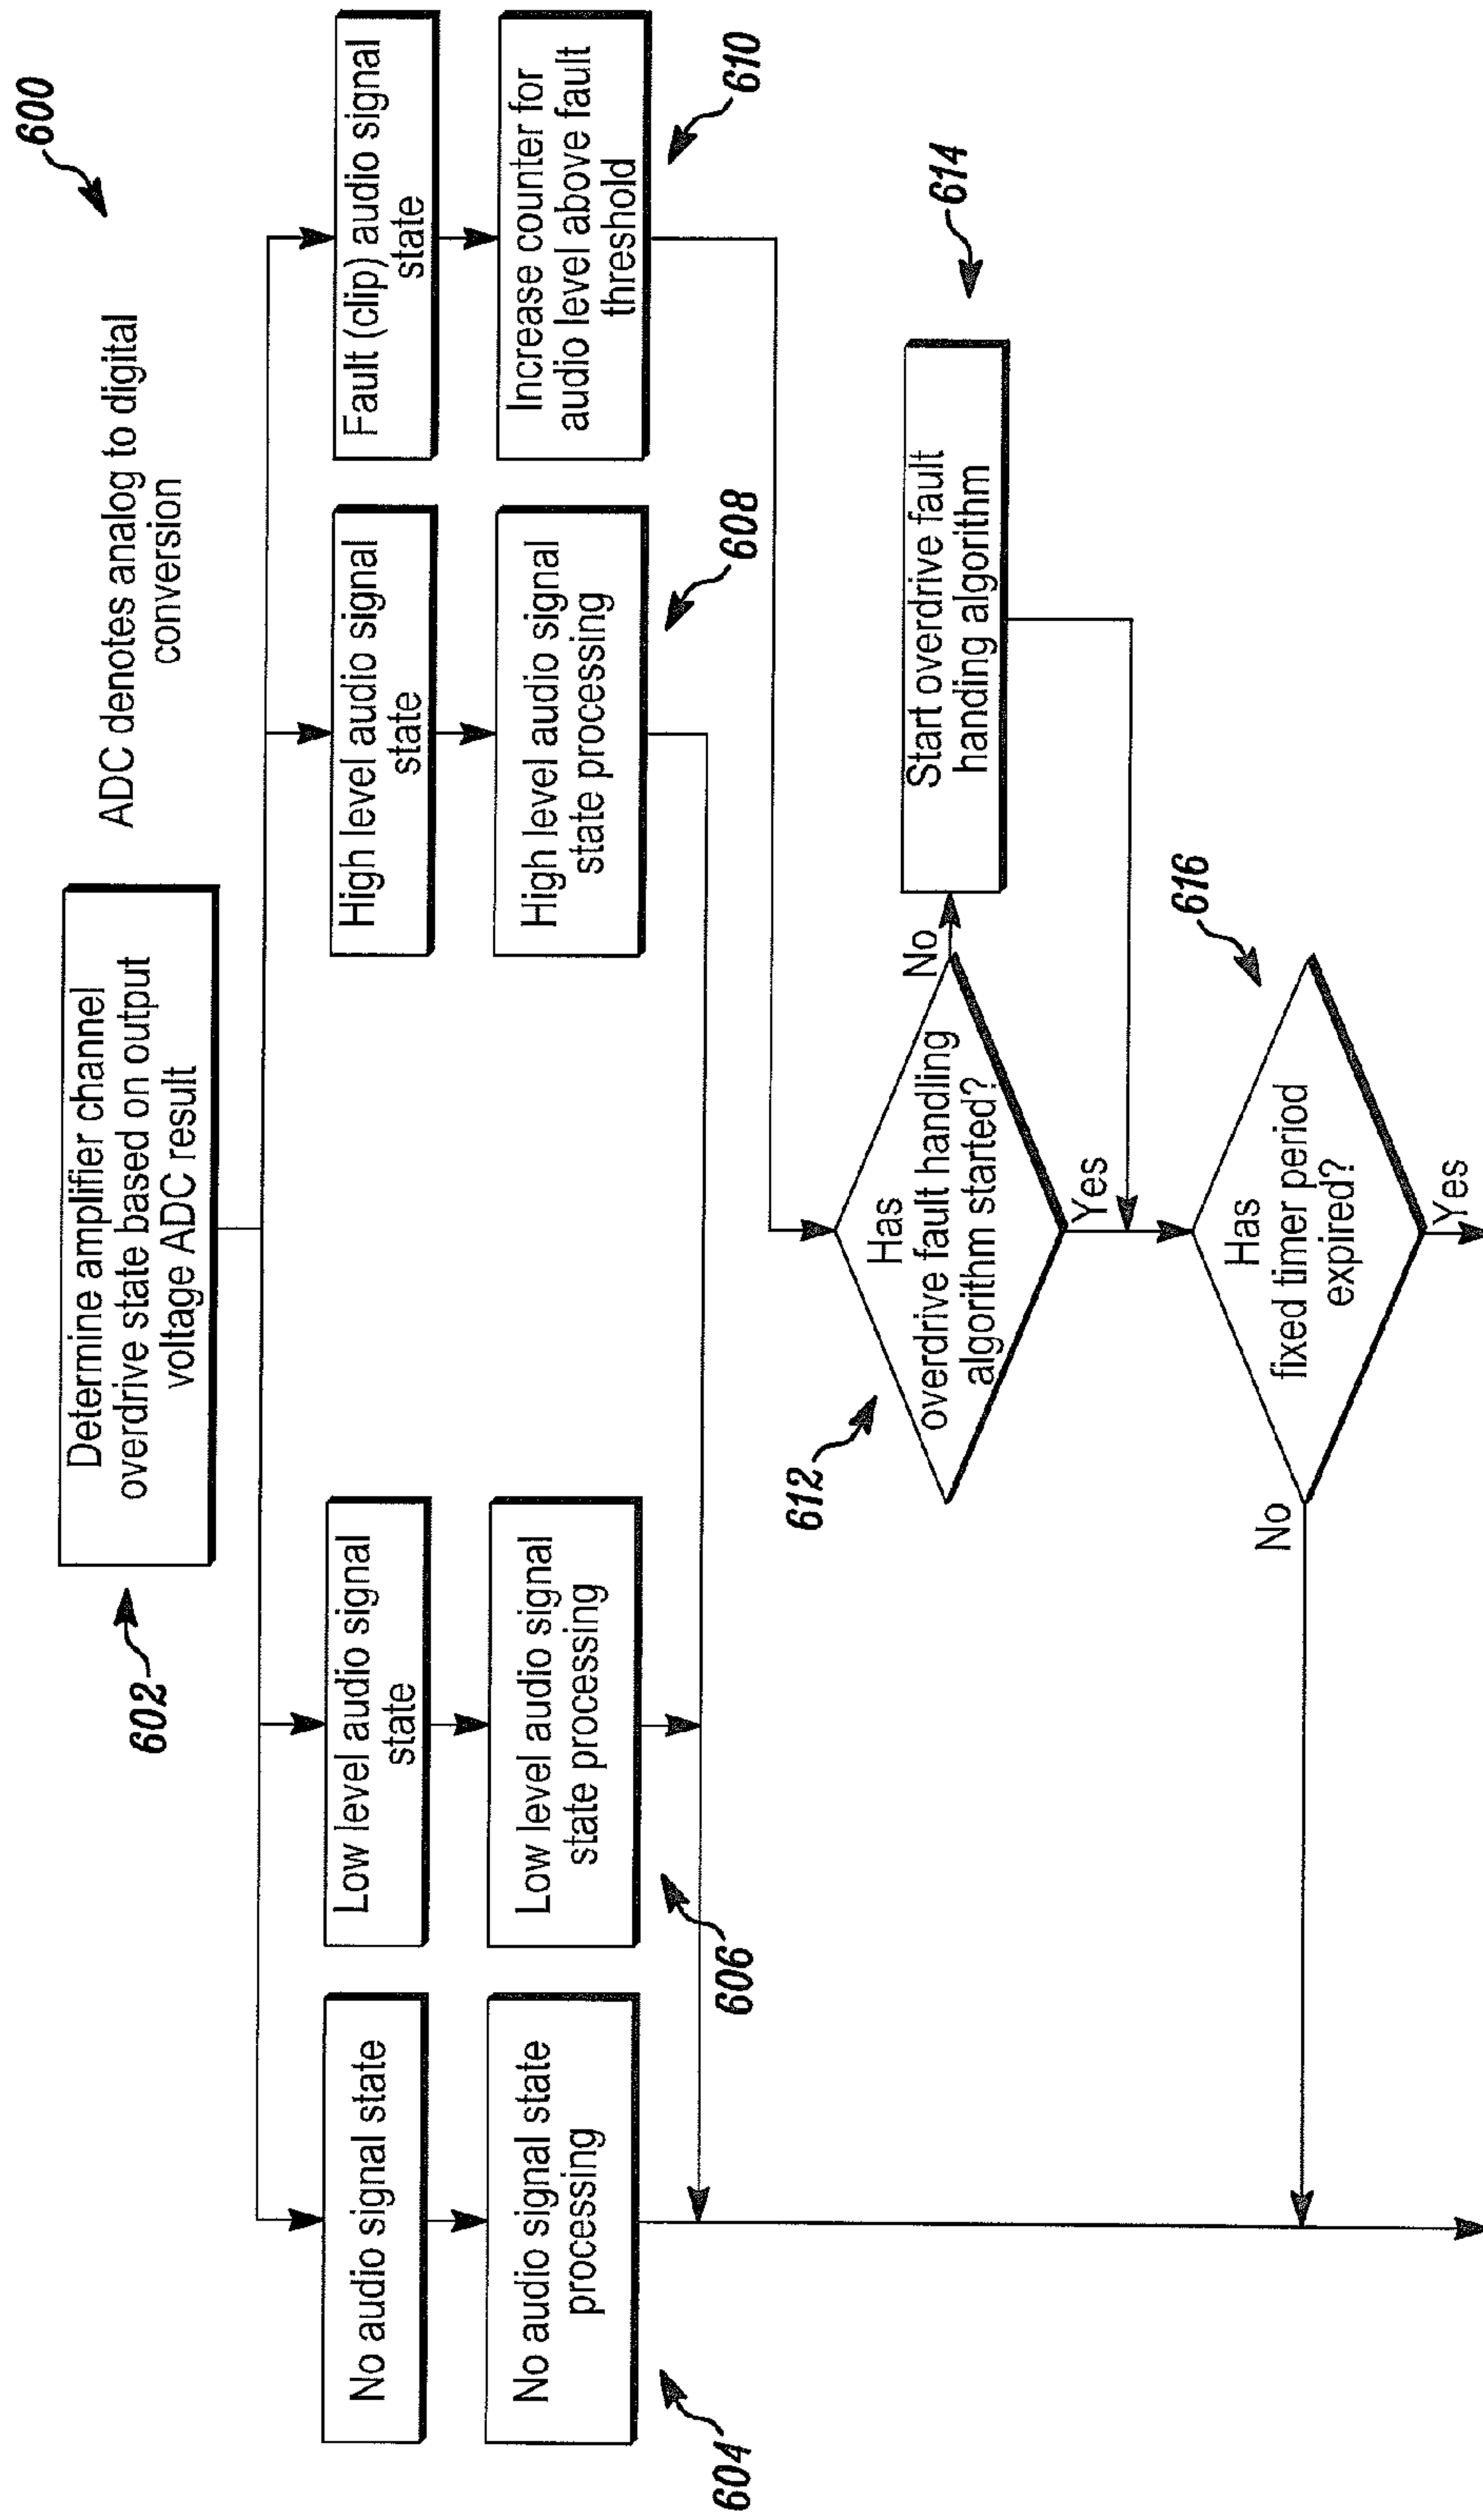 600
ADC denotes analog to digital
conversion
Determine amplifier channel
overdrive state based on output
voltage ADC result
602
No audio signal state
Low level audio signal
state
High level audio signal
state
Fault (clip) audio signal
state
No audio signal state
processing
Low level audio signal
state processing
High level audio signal
state processing
Increase counter for
audio level above fault
threshold
604
606
608
610
612
Has
overdrive fault handling
algorithm started?
No
Start overdrive fault
handing algorithm
614
Yes
616
Has
fixed timer period
expired?
No
Yes